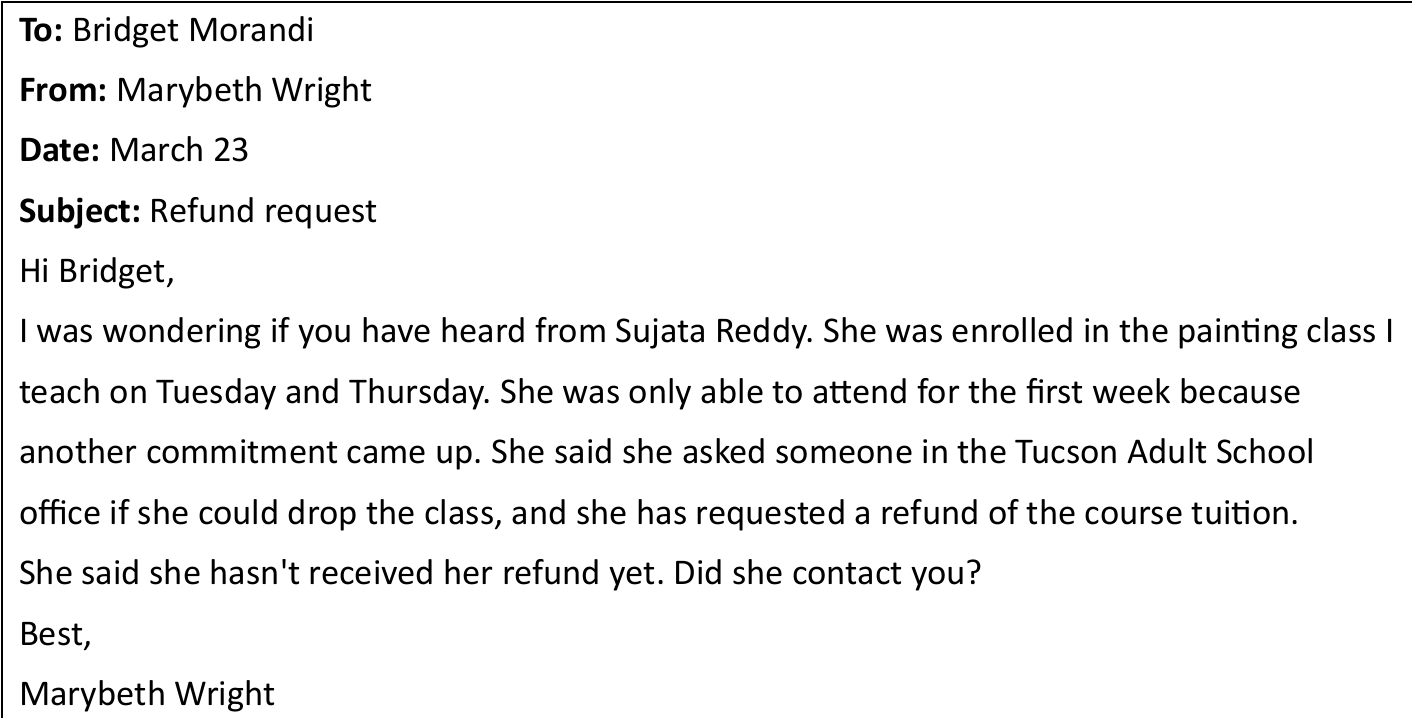 To: Bridget Morandi
From: Marybeth Wright
Date: March 23
Subject: Refund request
Hi Bridget,
I was wondering if you have heard from Sujata Reddy. She was enrolled in the painting class I
teach on Tuesday and Thursday. She was only able to attend for the first week because
another commitment came up. She said she asked someone in the Tucson Adult School
office if she could drop the class, and she has requested a refund of the course tuition.
She said she hasn't received her refund yet. Did she contact you?
Best,
Marybeth Wright